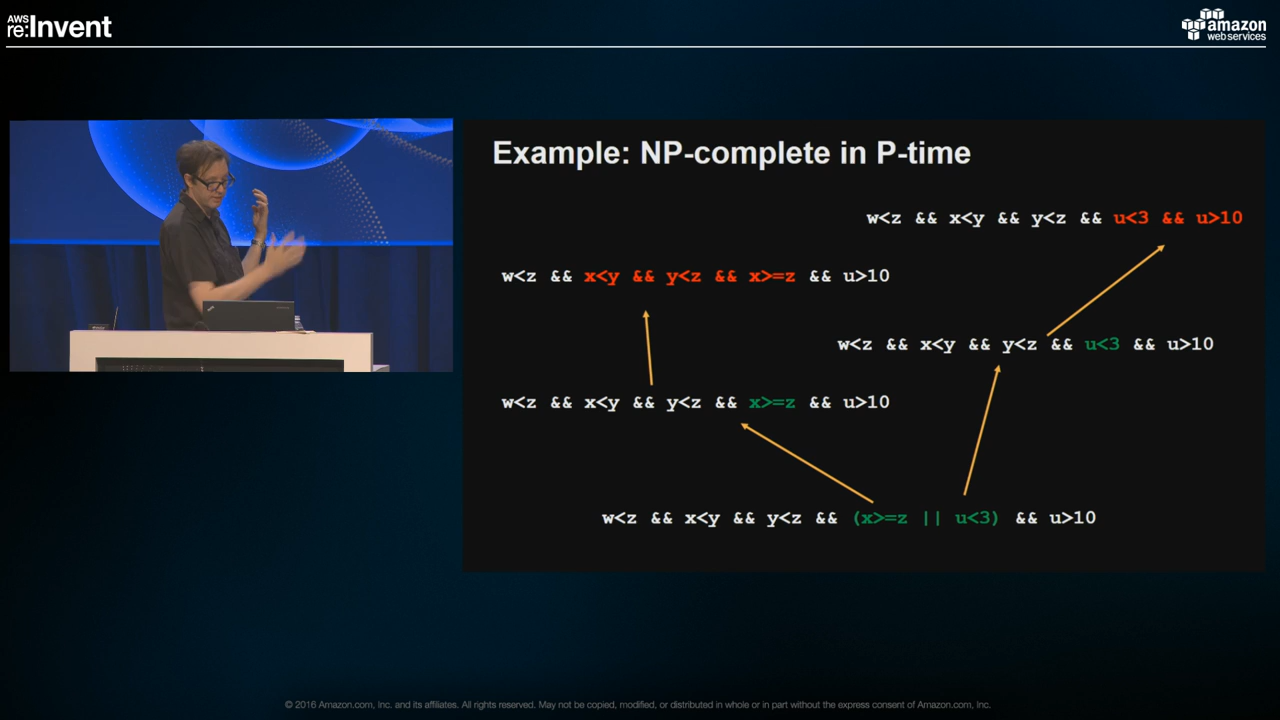 AWS
re:Invent
amazon
web services
Example: NP-complete in P-time
w<z && x<y && y<z && u<3 && u>10
w<z && x<y && y<z && x>=z && u>10
w<z && x<y && y<z && u<3 && u>10
w<z && x<y && y<z && x>=z && u>10
w<z && x<y && y<z && (x>=z || u<3) && u>10
© 2016 Amazon.com, Inc. and its affiliates. All rights reserved. May not be copied, modified, or distributed in whole or in part without the express consent of Amazon.com, Inc.